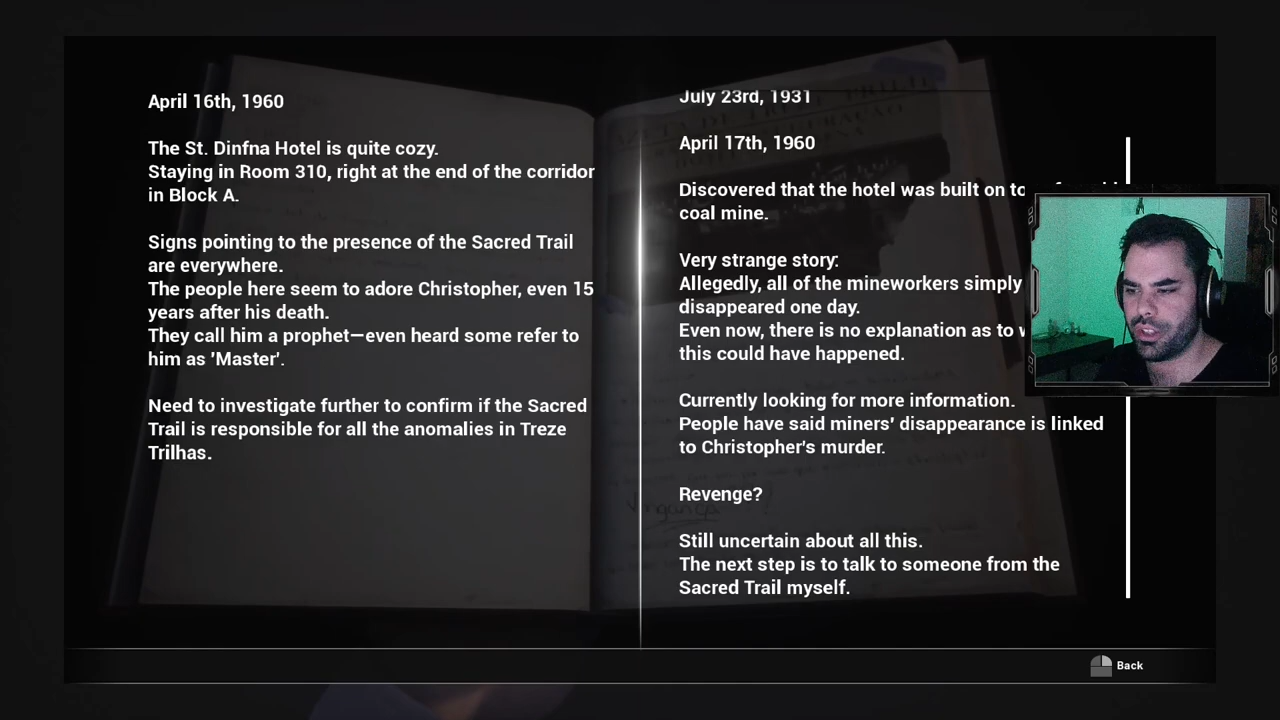 April 16th, 1960
The St. Dinfna Hotel is quite cozy.
Staying in Room 310, right at the end of the corridor
in Block A.
Signs pointing to the presence of the Sacred Trail
are everywhere.
The people here seem to adore Christopher, even 15
years after his death.
They call him a prophet—even heard some refer to
him as 'Master'.
Need to investigate further to confirm if the Sacred
Trail is responsible for all the anomalies in Treze
Trilhas.
July 23rd, 1931
April 17th, 1960
Discovered that the hotel was built on
coal mine.
Very strange story:
Allegedly, all of the mineworkers simply
disappeared one day.
Even now, there is no explanation as to
this could have happened.
Currently looking for more information.
People have said miners' disappearance is linked
to Christopher's murder.
Revenge?
Still uncertain about all this.
The next step is to talk to someone from the
Sacred Trail myself.
Vingança
Back